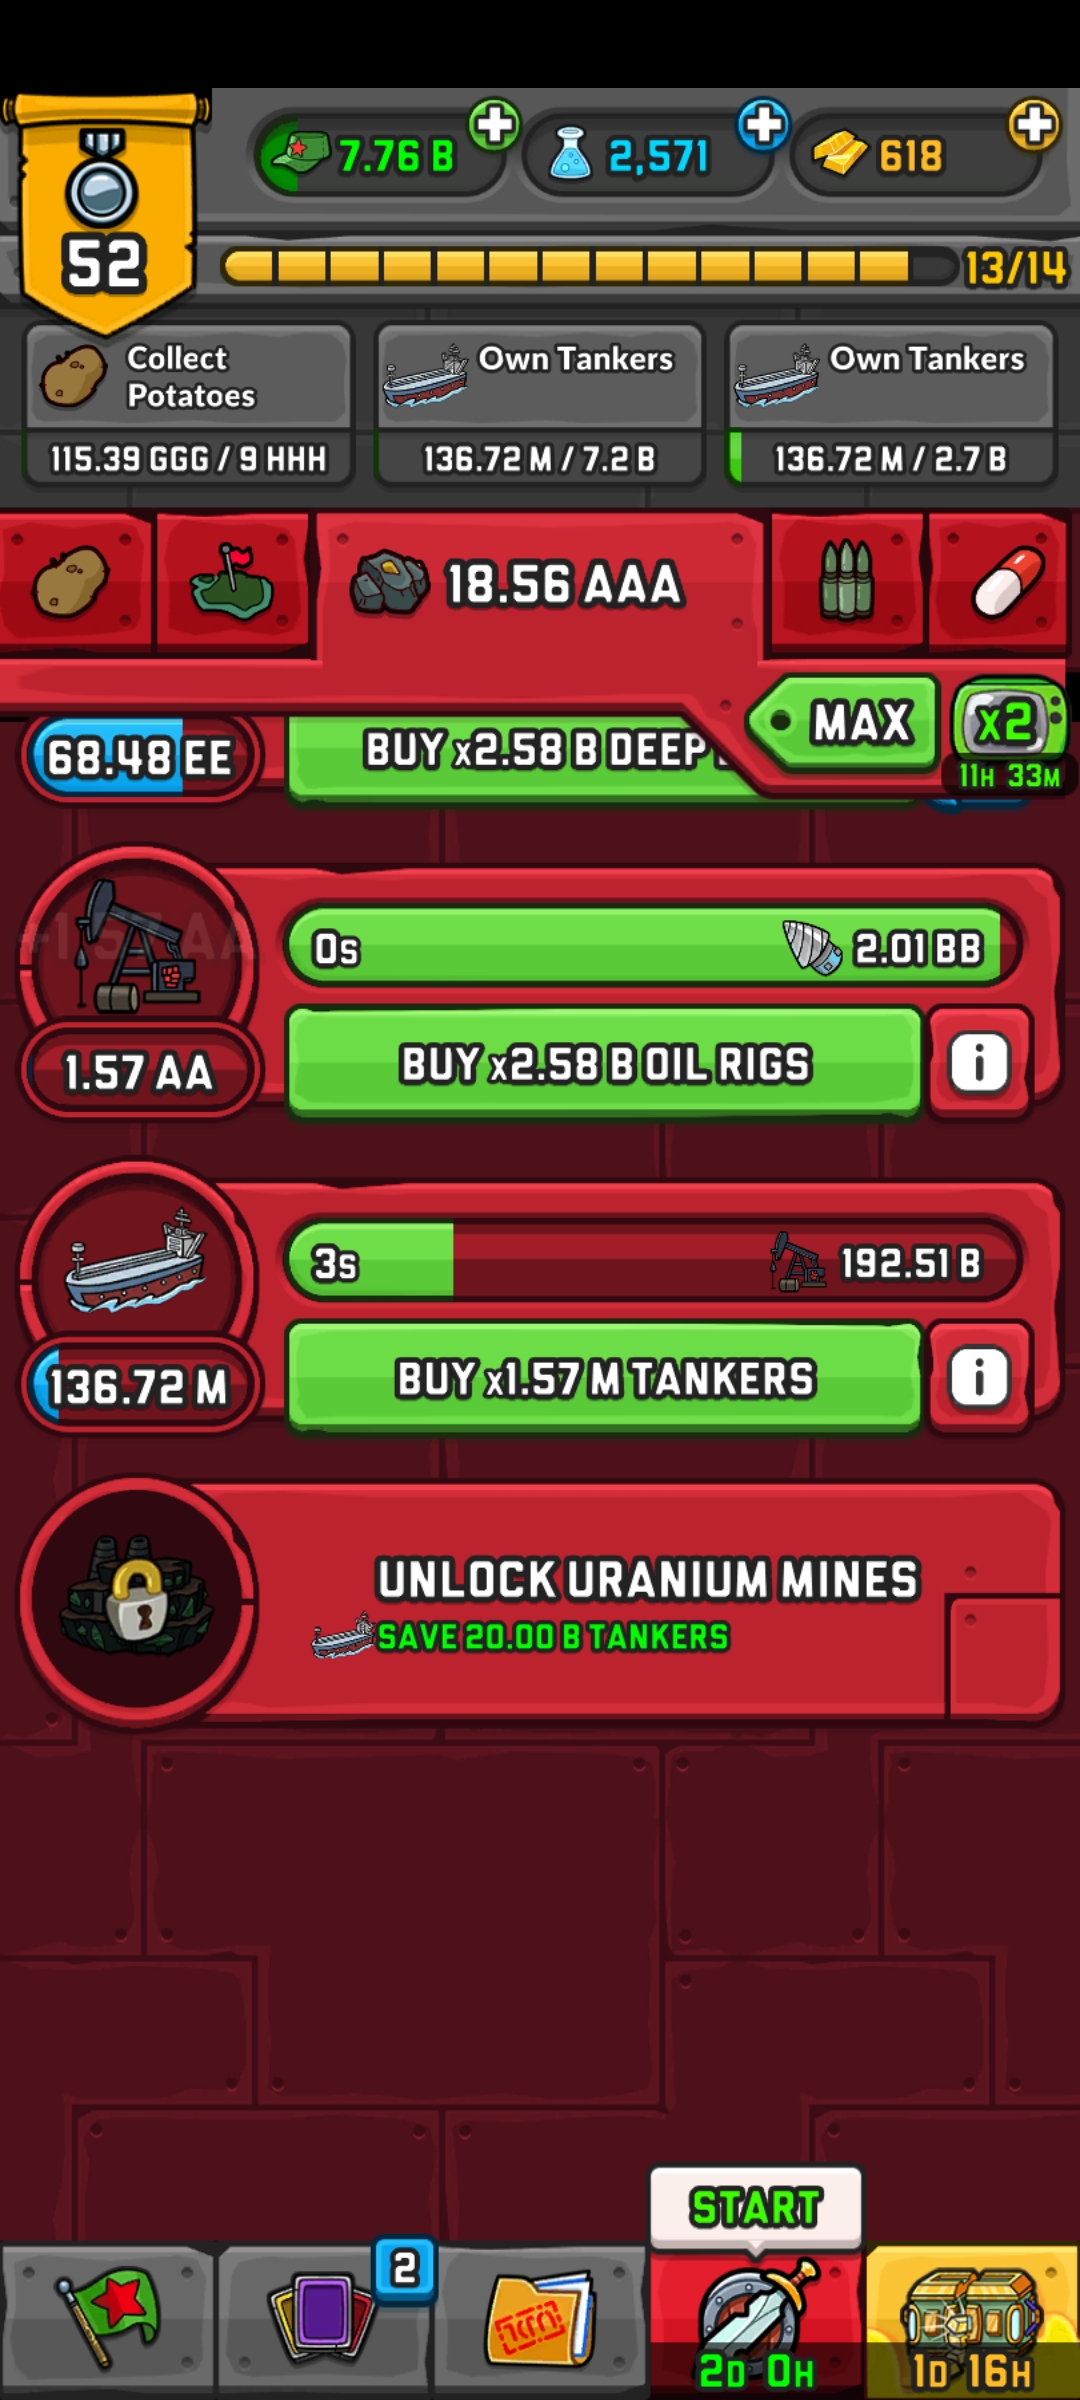 7.76 B
2,571
618
52
13/14
Collect
Potatoes
115.39 GGG / 9 HHH
Own Tankers
136.72 M / 7.2 B
Own Tankers
136.72 M / 2.7 B
18.56 AAA
MAX
x2
11H 33M
68.48 EE
BUY x2.58 B DEEP
0s
2.01 BB
1.57 AA
BUY x2.58 B OIL RIGS
i
3s
192.51 B
136.72 M
BUY x1.57 M TANKERS
i
UNLOCK URANIUM MINES
SAVE 20.00 B TANKERS
START
2
2D 0H
1D 16H